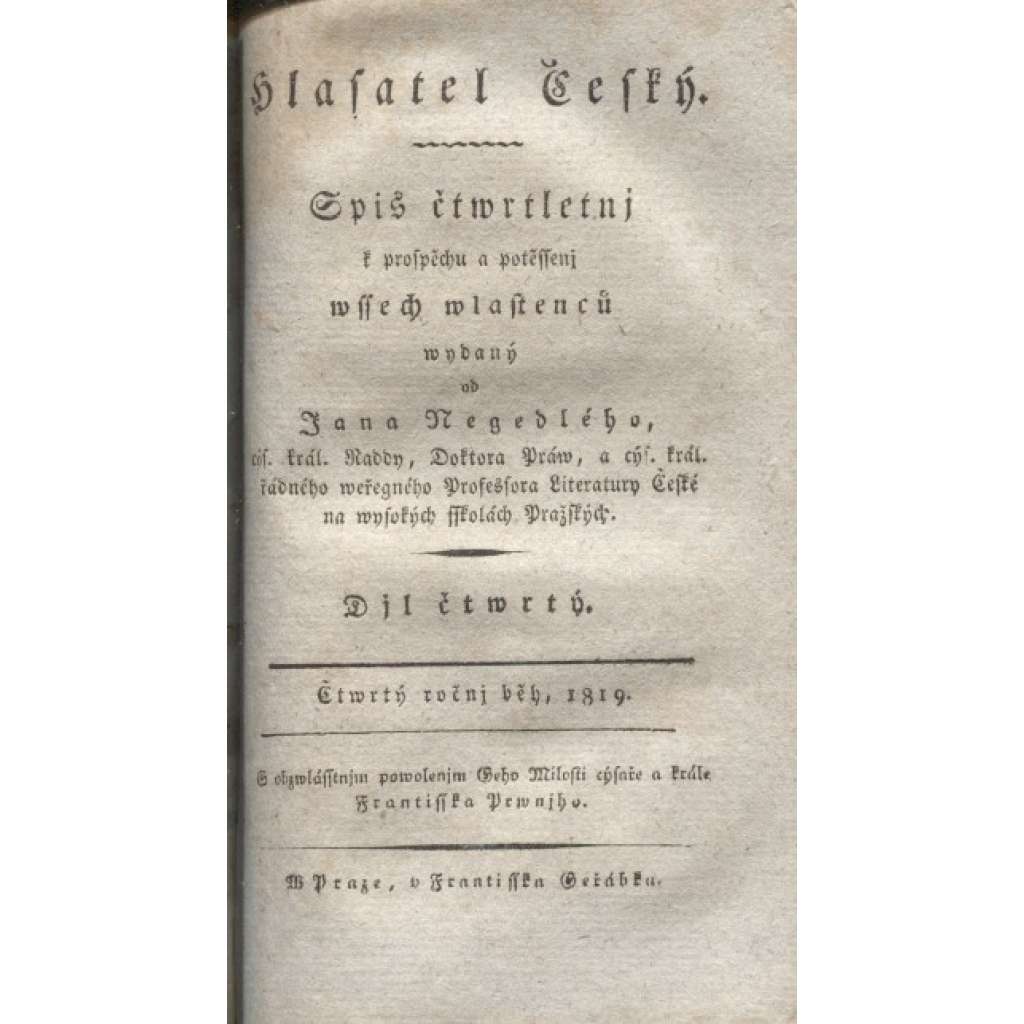 Hlasatel Český.
Spis čtwrtletnj
k prospěchu a potěssenj
wssech wlastenců
wydaný
od
Jana Negedlého,
cýs. král. Raddy, Doktora Práw, a cýs. král.
řádného weřegného Professora Literatury České
na wysokých sskolách Pražských.
Djl čtwrtý.
Čtwrtý ročnj běh, 1819.
S obzwlásstnjm powolenjm Geho Milosti cýsaře a krále
Frantisska Prwnjho.
W Praze, v Frantisska Geřábka.